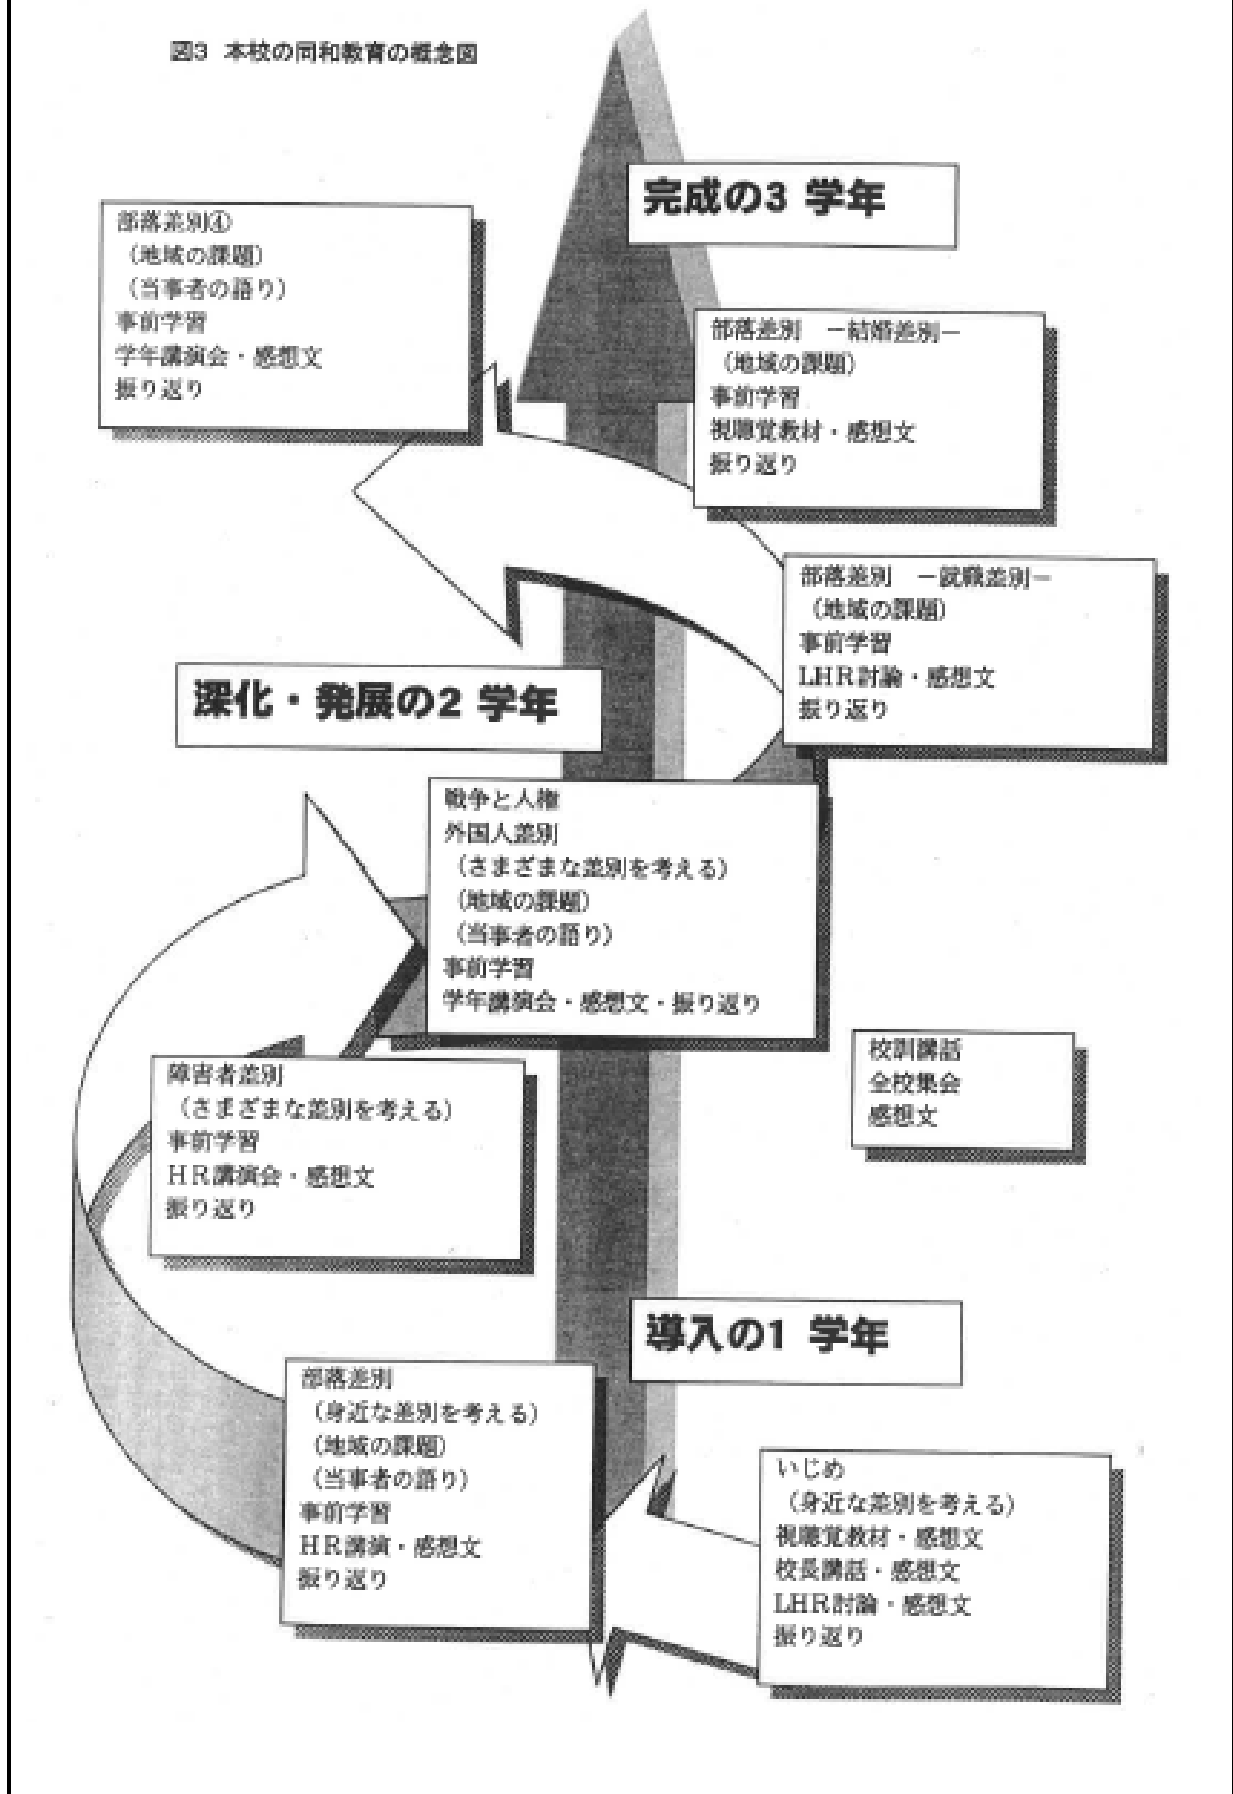 図3 本校の同和教育の概念図
完成の3 学年
部落差別④
（地域の課題）
（当事者の語り）
事前学習
学年講演会・感想文
振り返り
部落差別 －結婚差別－
（地域の課題）
事前学習
視聴覚教材・感想文
振り返り
部落差別 －就職差別－
（地域の課題）
事前学習
LHR討論・感想文
振り返り
深化・発展の2 学年
戦争と人権
外国人差別
（さまざまな差別を考える）
（地域の課題）
（当事者の語り）
事前学習
学年講演会・感想文・振り返り
校訓講話
全校集会
感想文
障害者差別
（さまざまな差別を考える）
事前学習
HR講演会・感想文
振り返り
導入の1 学年
部落差別
（身近な差別を考える）
（地域の課題）
（当事者の語り）
事前学習
HR講演・感想文
振り返り
いじめ
（身近な差別を考える）
視聴覚教材・感想文
校長講話・感想文
LHR討論・感想文
振り返り